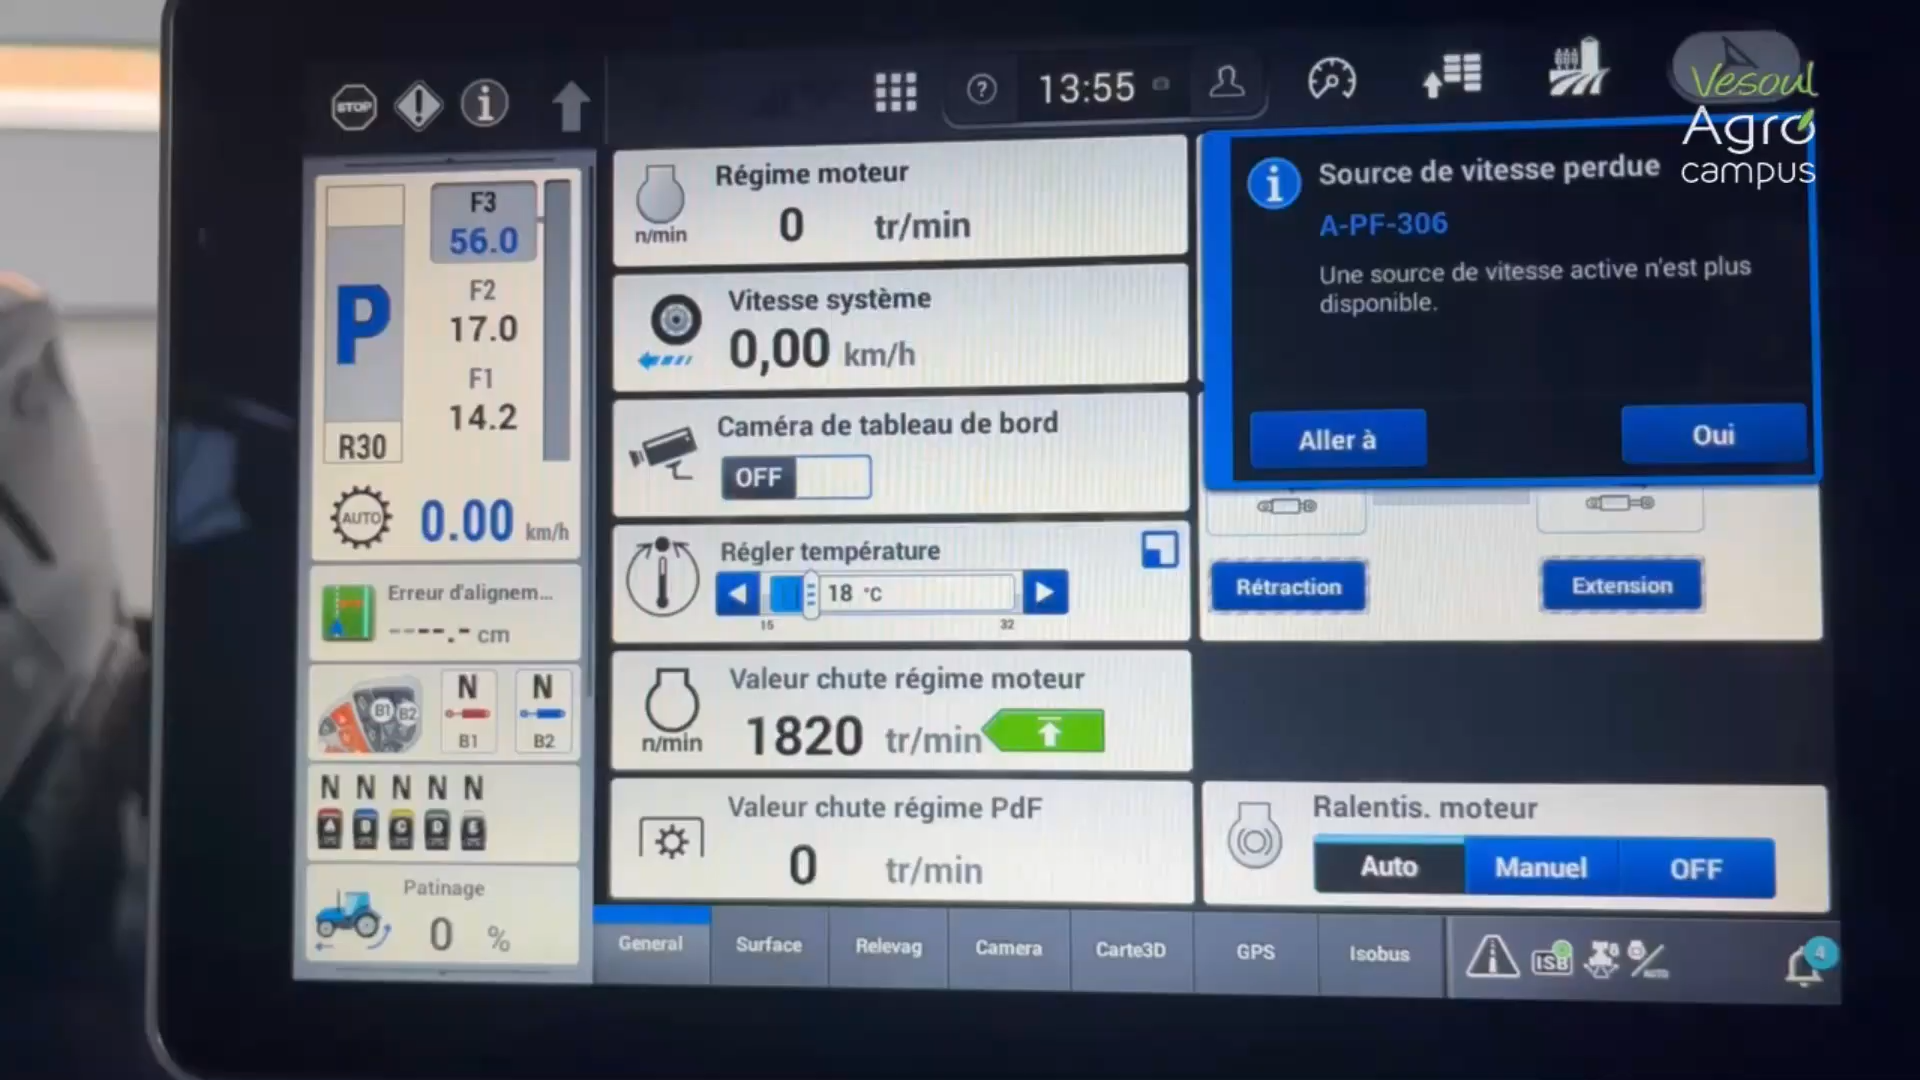 STOP
13:55
Vesoul
Agro
campus
F3
56.0
F2
17.0
F1
14.2
P
R30
AUTO
0.00 km/h
Erreur d'alignem...
----.- cm
B1 B2
N N
B1 B2
N N N N N
A B C D E
Patinage
0 %
Régime moteur
n/min
0 tr/min
Vitesse système
0,00 km/h
Caméra de tableau de bord
OFF
Régler température
18 °C
15 32
Valeur chute régime moteur
n/min
1820 tr/min
Valeur chute régime PdF
0 tr/min
Source de vitesse perdue
A-PF-306
Une source de vitesse active n'est plus
disponible.
Aller à
Oui
Rétraction
Extension
Ralentis. moteur
Auto Manuel OFF
General Surface Relevag Camera Carte3D GPS Isobus
ISB
AUTO
4